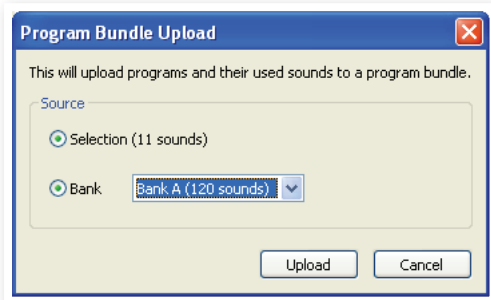 Program Bundle Upload
This will upload programs and their used sounds to a program bundle.
Source
Selection (11 sounds)
Bank Bank A (120 sounds)
Upload Cancel